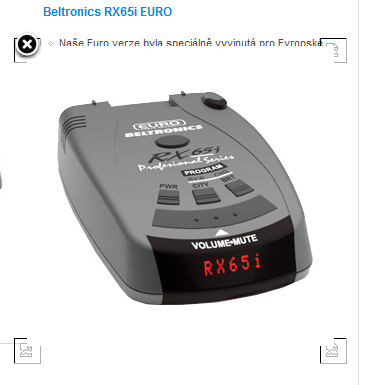 Beltronics RX65i EURO
Naše Euro verze byla speciálně vyvinutá pro Evropské
EURO
BELTRONICS
RX65i
Professional Series
PROGRAM
PWR
CITY
BRT
VOLUME-MUTE
RX65i